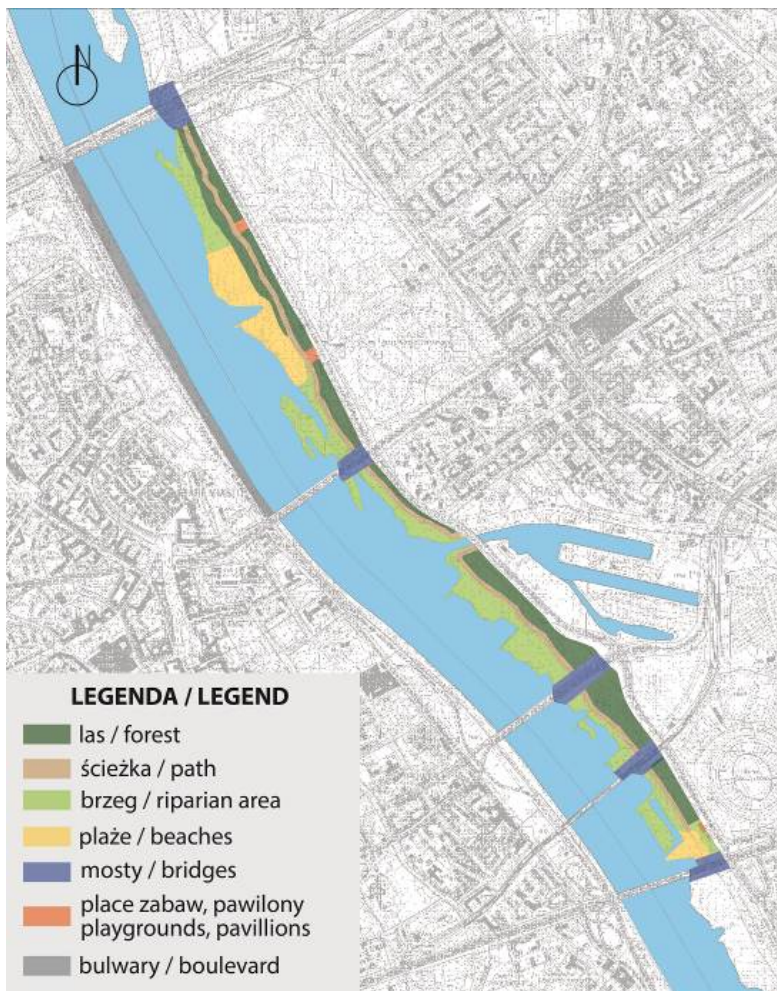 N
LEGENDA / LEGEND
las / forest
ścieżka / path
brzeg / riparian area
plaże / beaches
mosty / bridges
place zabaw, pawilony
playgrounds, pavillions
bulwary / boulevard